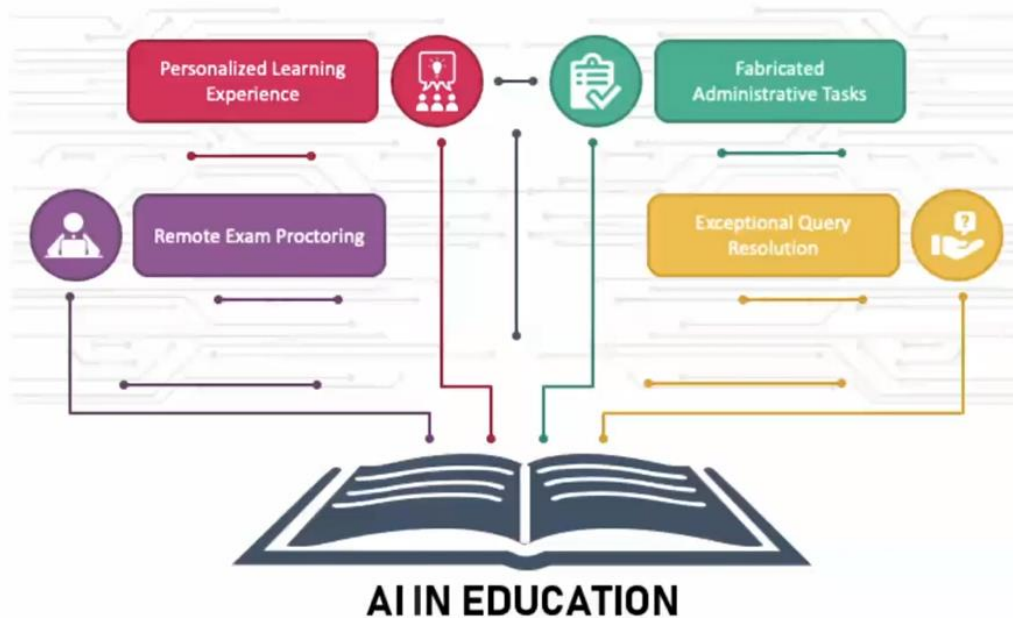 Personalized Learning
Experience
Fabricated
Administrative Tasks
Remote Exam Proctoring
Exceptional Query
Resolution
?
AI IN EDUCATION